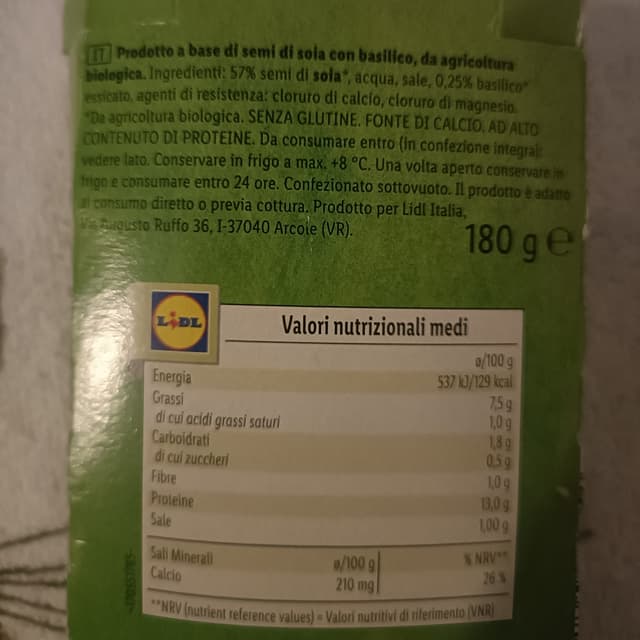 IT Prodotto a base di semi di soia con basilico, da agricoltura
biologica. Ingredienti: 57% semi di soia*, acqua, sale, 0,25% basilico*
essicato, agenti di resistenza: cloruro di calcio, cloruro di magnesio.
*Da agricoltura biologica. SENZA GLUTINE. FONTE DI CALCIO. AD ALTO
CONTENUTO DI PROTEINE. Da consumare entro (in confezione integra):
vedere lato. Conservare in frigo a max. +8 °C. Una volta aperto conservare in
frigo e consumare entro 24 ore. Confezionato sottovuoto. Il prodotto è adatto
al consumo diretto o previa cottura. Prodotto per Lidl Italia,
Via Augusto Ruffo 36, I-37040 Arcole (VR).
180 g e
LIDL
Valori nutrizionali medi
ø/100 g
Energia 537 kJ/129 kcal
Grassi 7,5 g
di cui acidi grassi saturi 1,0 g
Carboidrati 1,8 g
di cui zuccheri 0,5 g
Fibre 1,0 g
Proteine 13,0 g
Sale 1,00 g
Sali Minerali ø/100 g % NRV**
Calcio 210 mg 26 %
**NRV (nutrient reference values) = Valori nutritivi di riferimento (VNR)